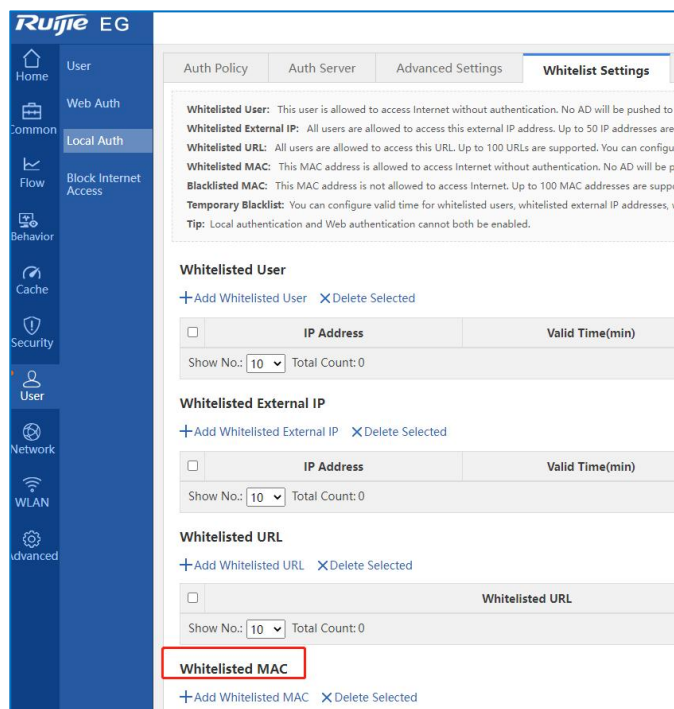 Ruijie EG
Home
Common
Flow
Behavior
Cache
Security
User
Network
WLAN
Advanced
User
Web Auth
Local Auth
Block Internet
Access
Auth Policy Auth Server Advanced Settings Whitelist Settings
Whitelisted User: This user is allowed to access Internet without authentication. No AD will be pushed to
Whitelisted External IP: All users are allowed to access this external IP address. Up to 50 IP addresses are
Whitelisted URL: All users are allowed to access this URL. Up to 100 URLs are supported. You can configu
Whitelisted MAC: This MAC address is allowed to access Internet without authentication. No AD will be p
Blacklisted MAC: This MAC address is not allowed to access Internet. Up to 100 MAC addresses are suppo
Temporary Blacklist: You can configure valid time for whitelisted users, whitelisted external IP addresses,
Tip: Local authentication and Web authentication cannot both be enabled.
Whitelisted User
Add Whitelisted User Delete Selected
IP Address Valid Time(min)
Show No.: 10 Total Count: 0
Whitelisted External IP
Add Whitelisted External IP Delete Selected
IP Address Valid Time(min)
Show No.: 10 Total Count: 0
Whitelisted URL
Add Whitelisted URL Delete Selected
Whitelisted URL
Show No.: 10 Total Count: 0
Whitelisted MAC
Add Whitelisted MAC Delete Selected